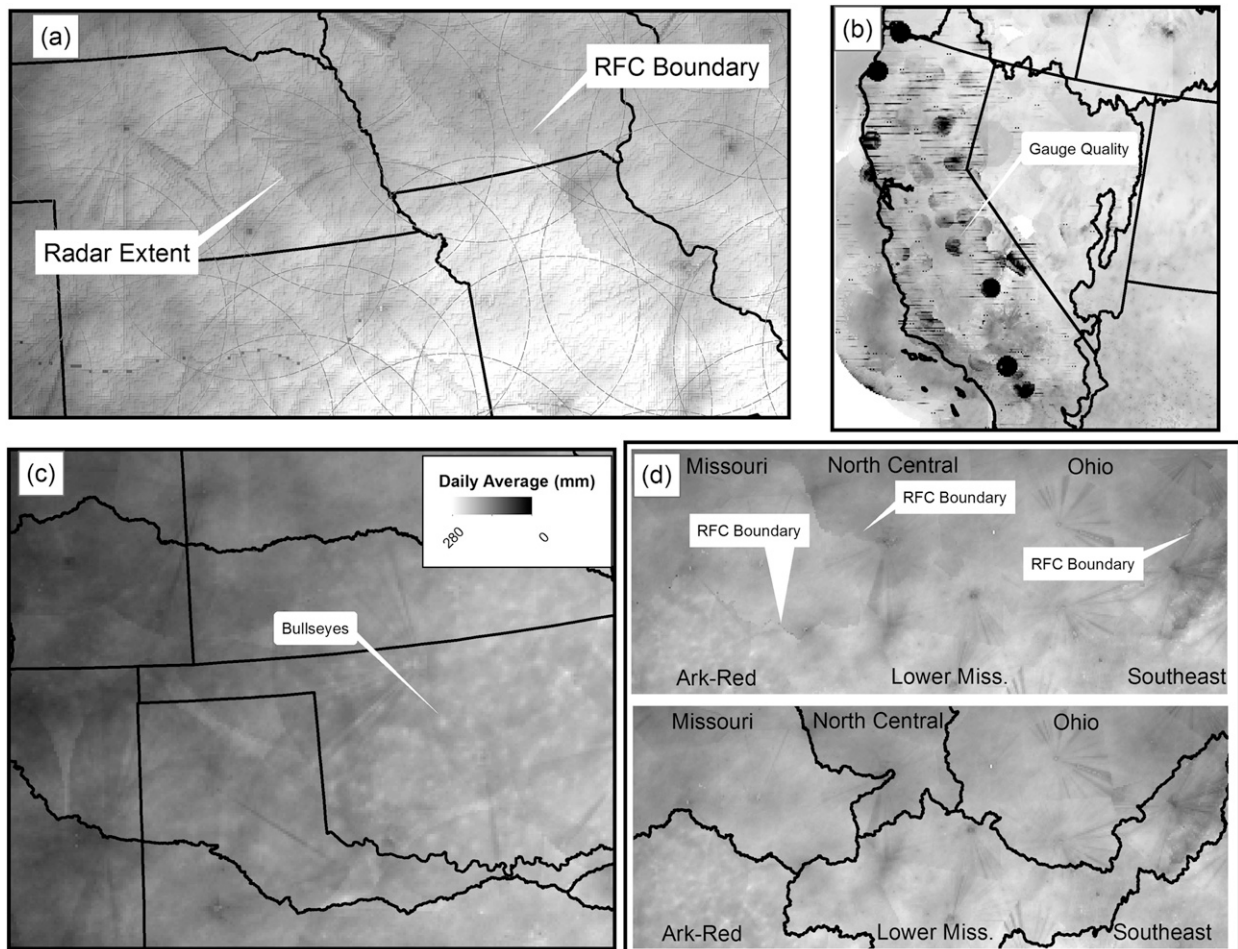 (a)
RFC Boundary
Radar Extent
(b)
Gauge Quality
(c)
Daily Average (mm)
280
0
Bullseyes
(d)
Missouri
North Central
Ohio
RFC Boundary
RFC Boundary
RFC Boundary
Ark-Red
Lower Miss.
Southeast
Missouri
North Central
Ohio
Ark-Red
Lower Miss.
Southeast